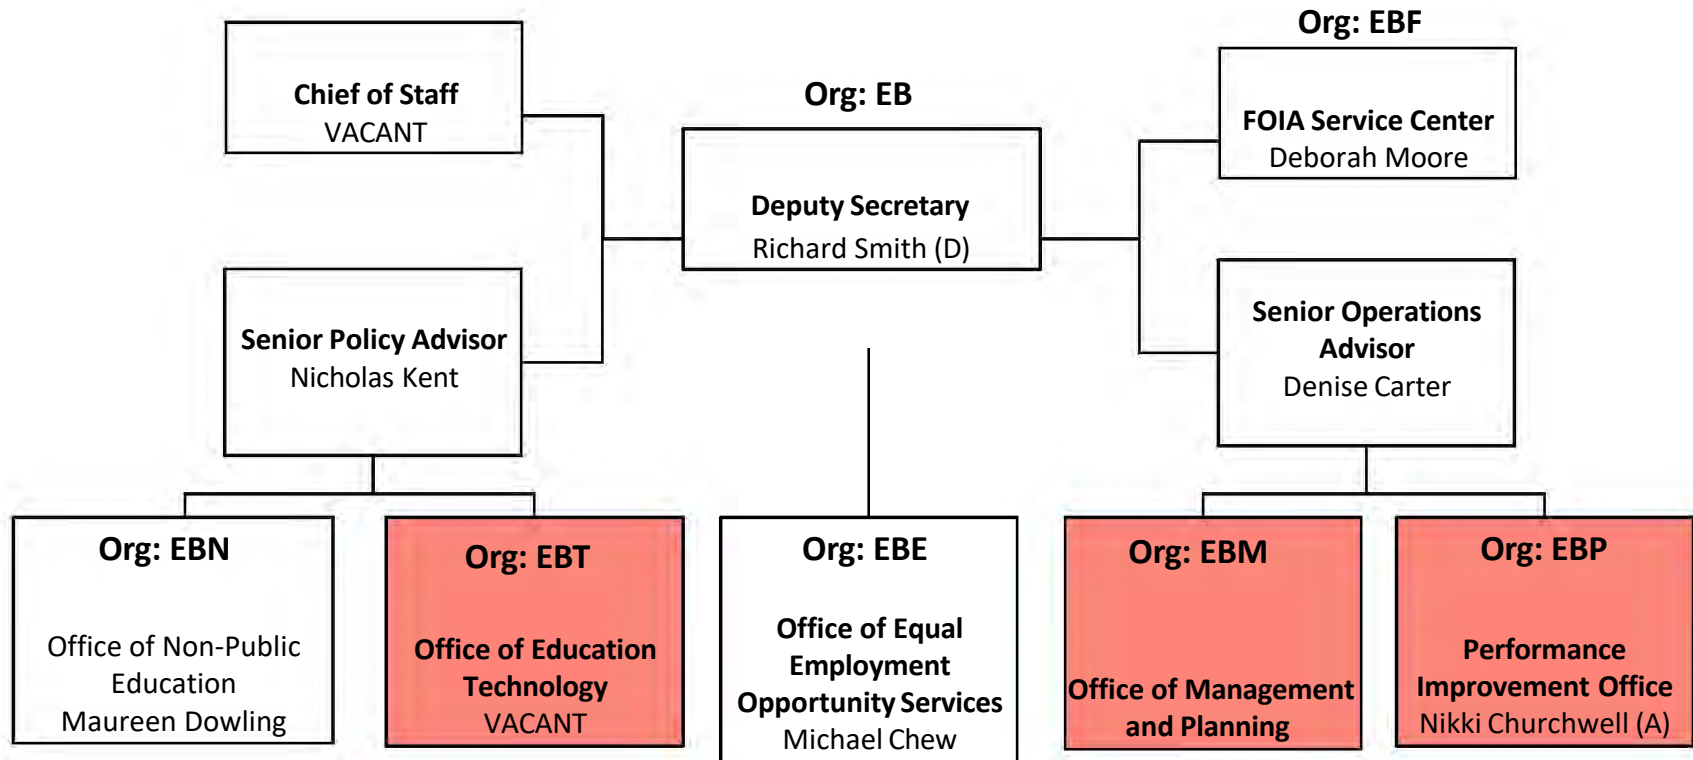 Org: EBF
Chief of Staff
VACANT
Org: EB
FOIA Service Center
Deborah Moore
Deputy Secretary
Richard Smith (D)
Senior Policy Advisor
Nicholas Kent
Senior Operations
Advisor
Denise Carter
Org: EBN
Office of Non-Public
Education
Maureen Dowling
Org: EBT
Office of Education
Technology
VACANT
Org: EBE
Office of Equal
Employment
Opportunity Services
Michael Chew
Org: EBM
Office of Management
and Planning
Org: EBP
Performance
Improvement Office
Nikki Churchwell (A)